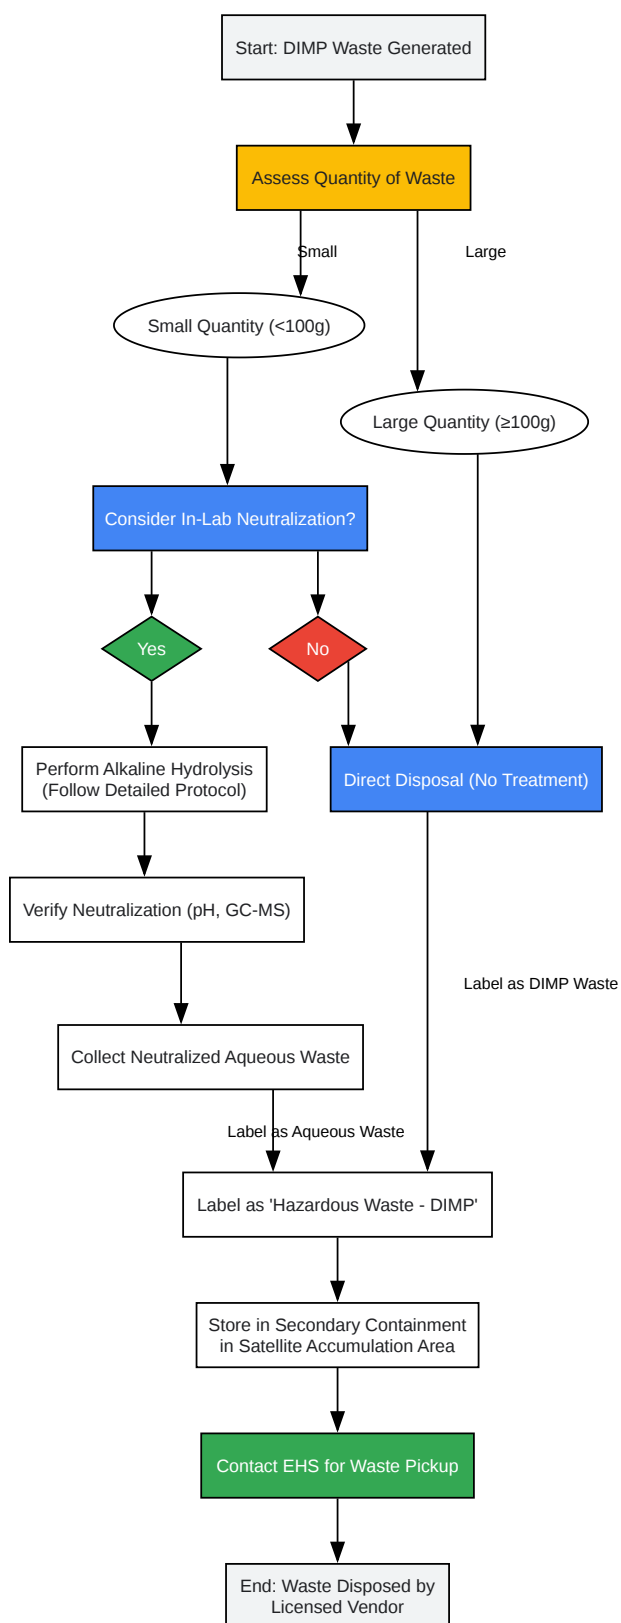 Start: DIMP Waste Generated
Assess Quantity of Waste
Small
Large
Small Quantity (<100g)
Large Quantity (≥100g)
Consider In-Lab Neutralization?
Yes
No
Perform Alkaline Hydrolysis
(Follow Detailed Protocol)
Direct Disposal (No Treatment)
Verify Neutralization (pH, GC-MS)
Label as DIMP Waste
Collect Neutralized Aqueous Waste
Label as Aqueous Waste
Label as 'Hazardous Waste - DIMP'
Store in Secondary Containment
in Satellite Accumulation Area
Contact EHS for Waste Pickup
End: Waste Disposed by
Licensed Vendor